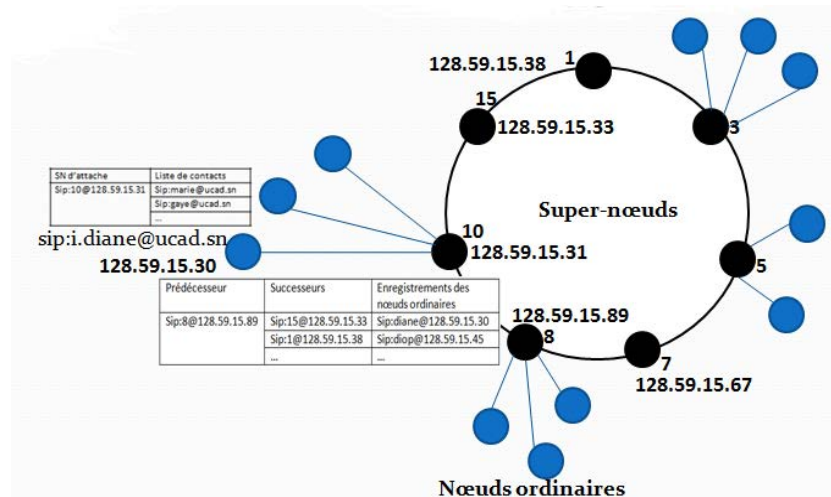 128.59.15.38
1
15
128.59.15.33
3
SN d'attache Liste de contacts
Sip:10@128.59.15.31 Sip:marie@ucad.sn
Sip:gaye@ucad.sn
...
Super-nœuds
sip:i.diane@ucad.sn
10
128.59.15.31
128.59.15.30
5
Prédécesseur Successeurs Enregistrements des
nœuds ordinaires
Sip:8@128.59.15.89 Sip:15@128.59.15.33 Sip:diane@128.59.15.30
Sip:1@128.59.15.38 Sip:diop@128.59.15.45
... ...
128.59.15.89
8
7
128.59.15.67
Nœuds ordinaires